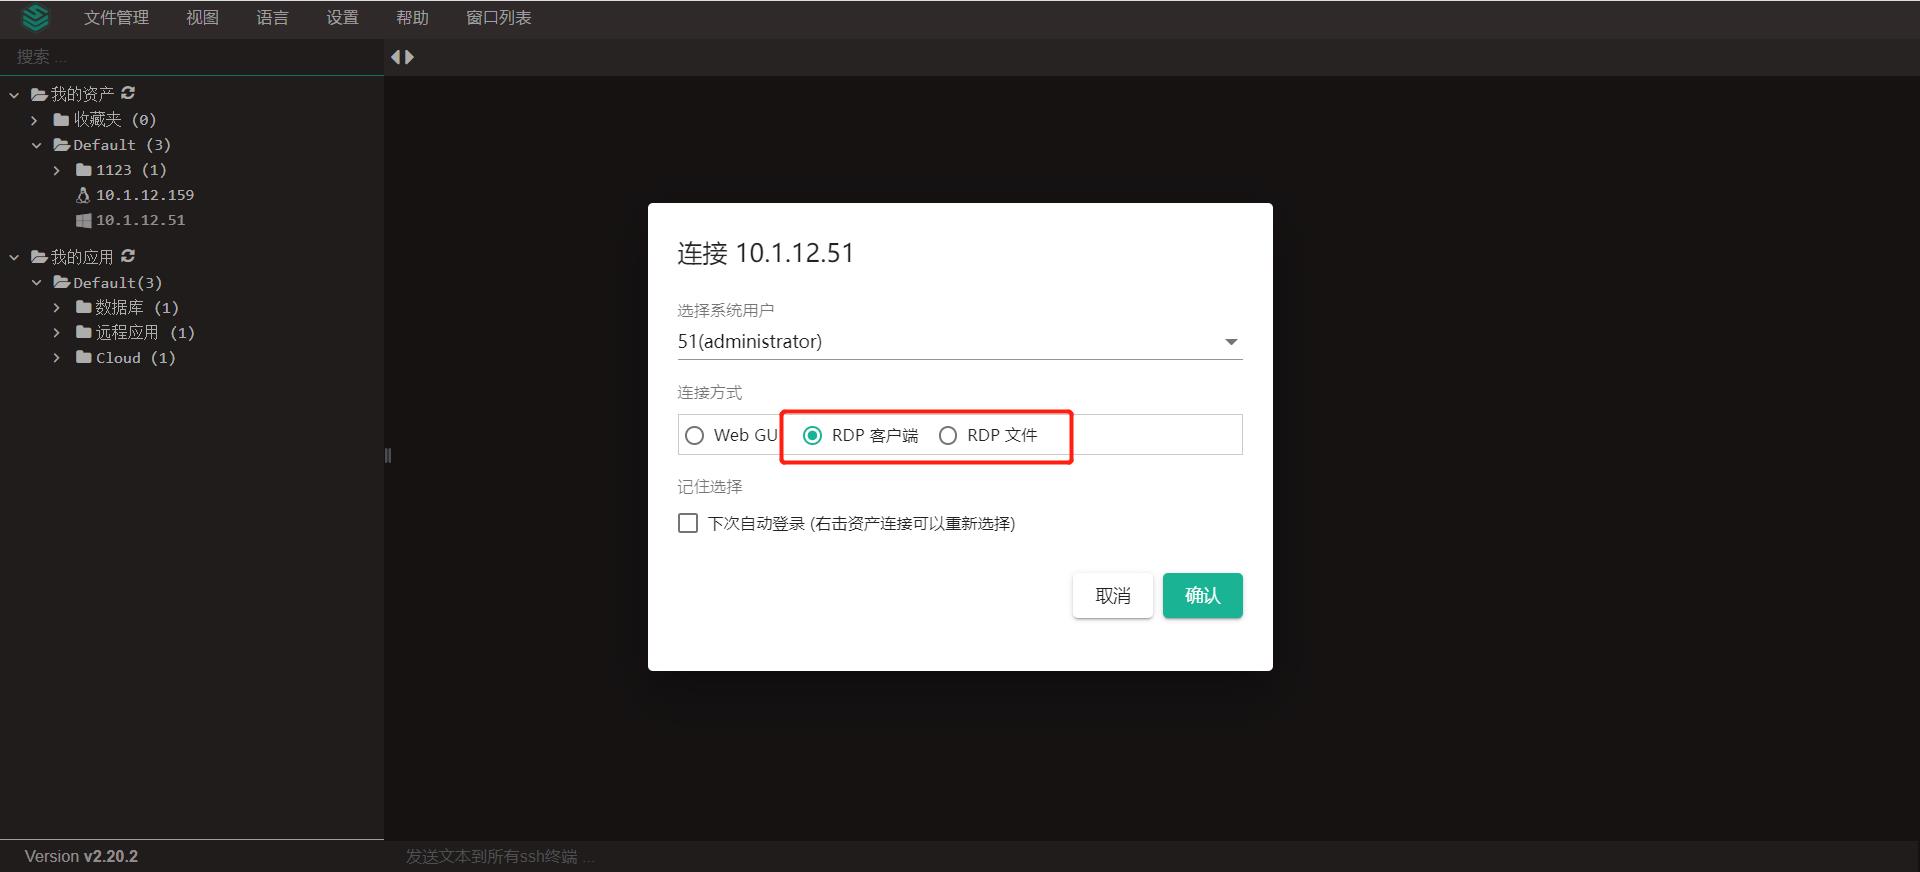 文件管理 视图 语言 设置 帮助 窗口列表
搜索 ...
我的资产
收藏夹 (0)
Default (3)
1123 (1)
10.1.12.159
10.1.12.51
我的应用
Default(3)
数据库 (1)
远程应用 (1)
Cloud (1)
连接 10.1.12.51
选择系统用户
51(administrator)
连接方式
Web GU RDP 客户端 RDP 文件
记住选择
下次自动登录 (右击资产连接可以重新选择)
取消 确认
Version v2.20.2
发送文本到所有ssh终端 ...